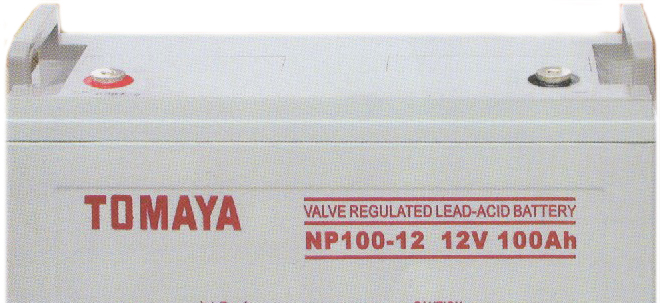 TOMAYA
VALVE REGULATED LEAD-ACID BATTERY
NP100-12 12V 100Ah